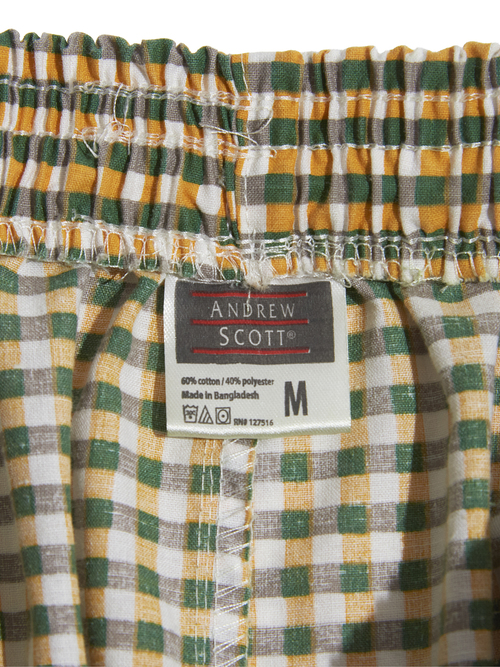 ANDREW
SCOTT®
60% cotton / 40% polyester
Made in Bangladesh
M
RN# 127516